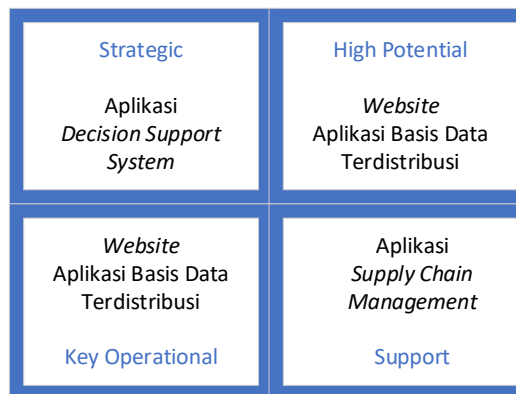 Strategic
Aplikasi
Decision Support
System
High Potential
Website
Aplikasi Basis Data
Terdistribusi
Website
Aplikasi Basis Data
Terdistribusi
Key Operational
Aplikasi
Supply Chain
Management
Support